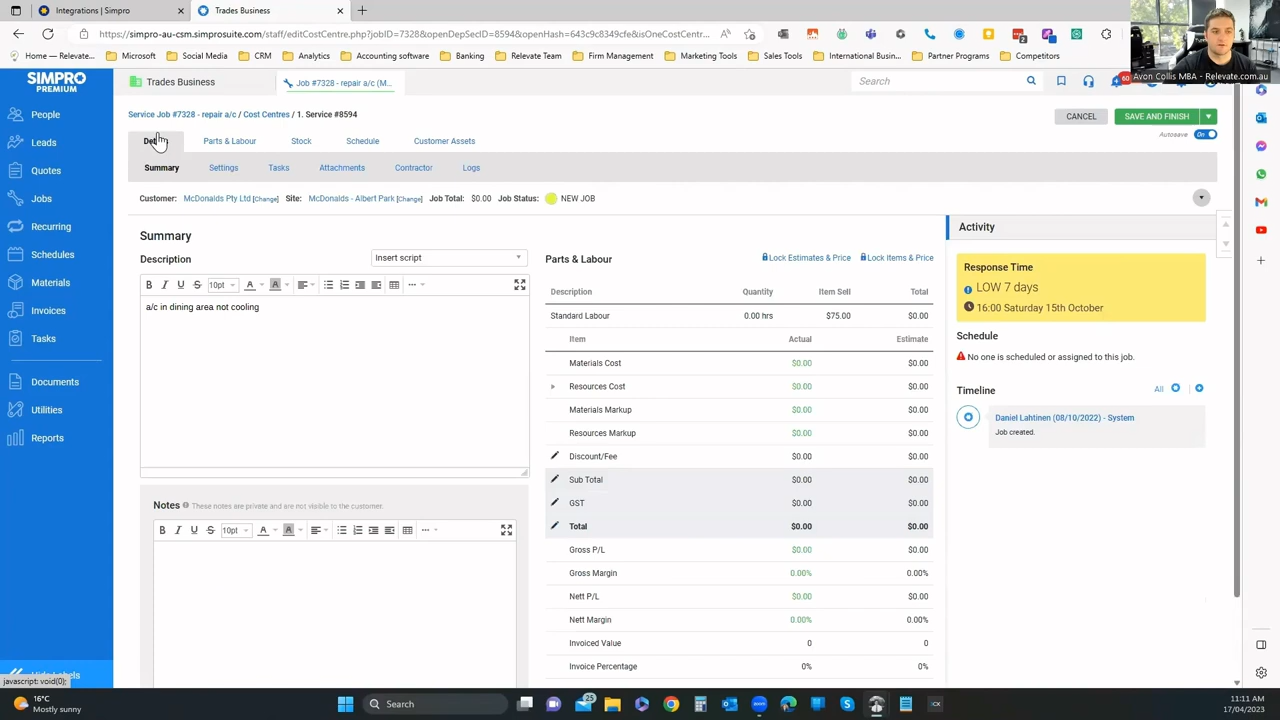 Integrations | Simpro
Trades Business
https://simpro-au-csm.simprosuite.com/staff/editCostCentre.php?jobID=7328&openDepSecID=8594&openHash=643c9c8349cfe&isOneCostCentr...
Home — Relevate...
Microsoft
Social Media
CRM
Analytics
Accounting software
Banking
Relevate Team
Firm Management
Marketing Tools
Sales Tools
International Busi...
Partner Programs
Competitors
Avon Collis MBA - Relevate.com.au
SIMPRO
PREMIUM
Trades Business
Job #7328 - repair a/c (M...
Search
60
People
Leads
Quotes
Jobs
Recurring
Schedules
Materials
Invoices
Tasks
Documents
Utilities
Reports
Service Job #7328 - repair a/c / Cost Centres / 1. Service #8594
CANCEL
SAVE AND FINISH
Autosave On
Parts & Labour
Stock
Schedule
Customer Assets
Summary
Settings
Tasks
Attachments
Contractor
Logs
Customer: McDonalds Pty Ltd [Change] Site: McDonalds - Albert Park [Change] Job Total: $0.00 Job Status: NEW JOB
Summary
Description
Insert script
10pt
a/c in dining area not cooling
Notes These notes are private and are not visible to the customer.
10pt
Parts & Labour
Lock Estimates & Price
Lock Items & Price
Description Quantity Item Sell Total
Standard Labour 0.00 hrs $75.00 $0.00
Item Actual Estimate
Materials Cost $0.00 $0.00
Resources Cost $0.00 $0.00
Materials Markup $0.00 $0.00
Resources Markup $0.00 $0.00
Discount/Fee $0.00 $0.00
Sub Total $0.00 $0.00
GST $0.00 $0.00
Total $0.00 $0.00
Gross P/L $0.00 $0.00
Gross Margin 0.00% 0.00%
Nett P/L $0.00 $0.00
Nett Margin 0.00% 0.00%
Invoiced Value 0 0
Invoice Percentage 0% 0%
Activity
Response Time
LOW 7 days
16:00 Saturday 15th October
Schedule
No one is scheduled or assigned to this job.
Timeline
All
Daniel Lahtinen (08/10/2022) - System
Job created.
javascript: void(0);
16°C
Mostly sunny
Search
25
11:11 AM
17/04/2023